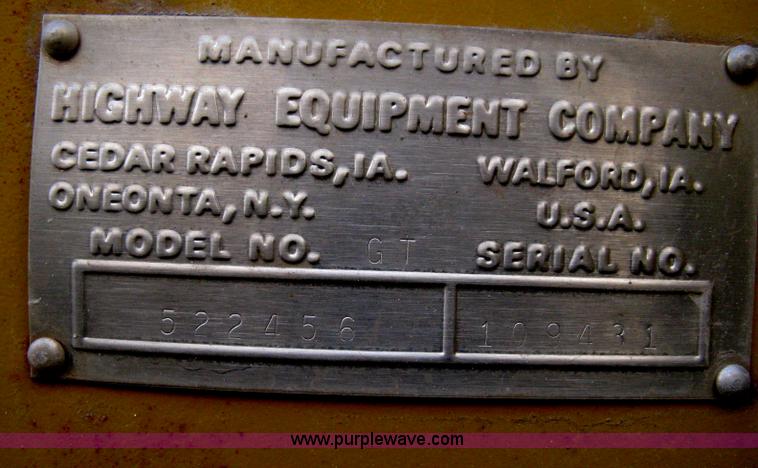 MANUFACTURED BY
HIGHWAY EQUIPMENT COMPANY
CEDAR RAPIDS, IA. WALFORD, IA.
ONEONTA, N.Y. U.S.A.
MODEL NO. GT SERIAL NO.
522456 109431
www.purplewave.com